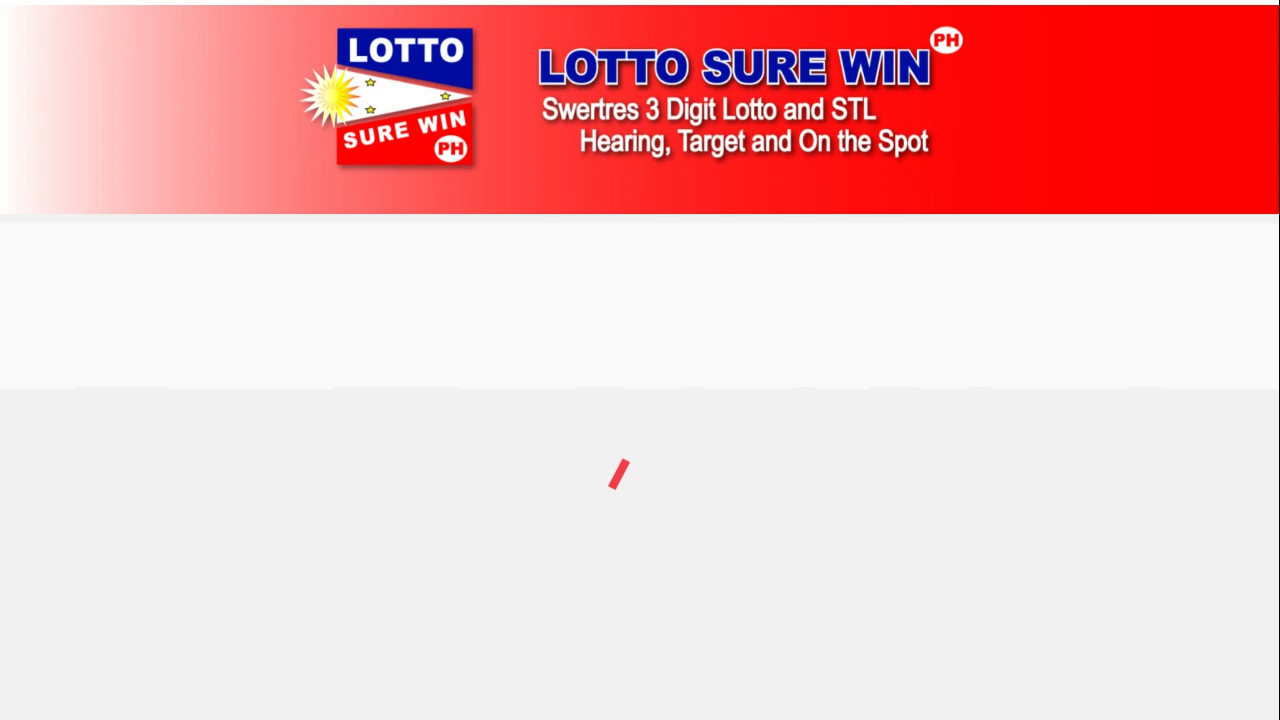 LOTTO
SURE WIN
PH
LOTTO SURE WIN PH
Swertres 3 Digit Lotto and STL
Hearing, Target and On the Spot